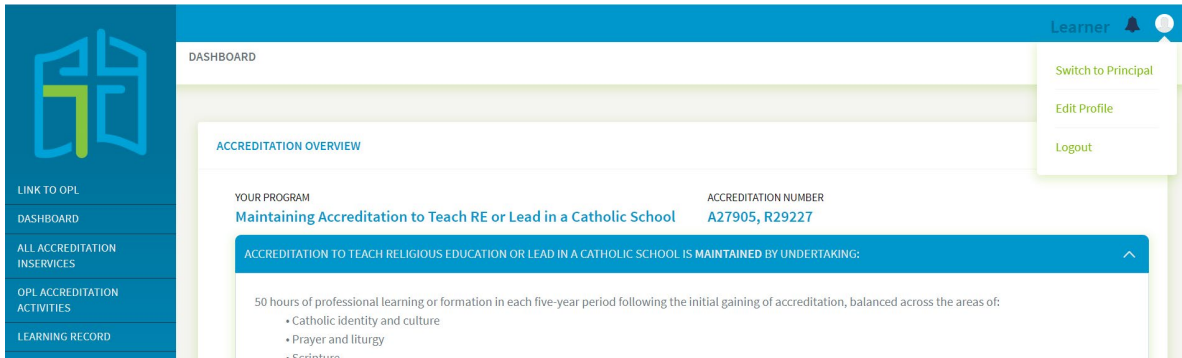 Learner
DASHBOARD
Switch to Principal
Edit Profile
Logout
ACCREDITATION OVERVIEW
LINK TO OPL
DASHBOARD
ALL ACCREDITATION
INSERVICES
OPL ACCREDITATION
ACTIVITIES
LEARNING RECORD
YOUR PROGRAM
Maintaining Accreditation to Teach RE or Lead in a Catholic School
ACCREDITATION NUMBER
A27905, R29227
ACCREDITATION TO TEACH RELIGIOUS EDUCATION OR LEAD IN A CATHOLIC SCHOOL IS MAINTAINED BY UNDERTAKING:
50 hours of professional learning or formation in each five-year period following the initial gaining of accreditation, balanced across the areas of:
• Catholic identity and culture
• Prayer and liturgy
• Scripture